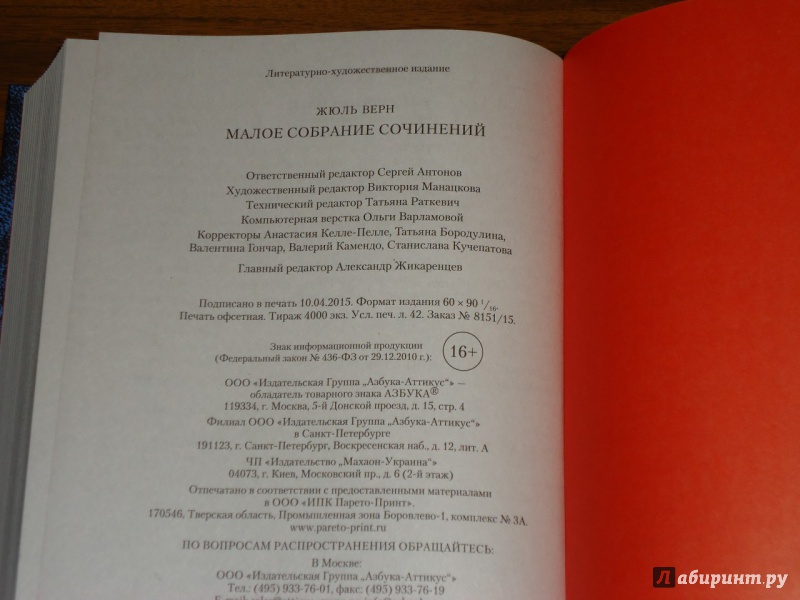 Литературно-художественное издание
ЖЮЛЬ ВЕРН
МАЛОЕ СОБРАНИЕ СОЧИНЕНИЙ
Ответственный редактор Сергей Антонов
Художественный редактор Виктория Манацкова
Технический редактор Татьяна Раткевич
Компьютерная верстка Ольги Варламовой
Корректоры Анастасия Келле-Пелле, Татьяна Бородулина,
Валентина Гончар, Валерий Камендо, Станислава Кучепатова
Главный редактор Александр Жикаренцев
Подписано в печать 10.04.2015. Формат издания 60 × 90 1/16.
Печать офсетная. Тираж 4000 экз. Усл. печ. л. 42. Заказ № 8151/15.
Знак информационной продукции
(Федеральный закон № 436-ФЗ от 29.12.2010 г.):
16+
ООО «Издательская Группа „Азбука-Аттикус“» —
обладатель товарного знака АЗБУКА®
119334, г. Москва, 5-й Донской проезд, д. 15, стр. 4
Филиал ООО «Издательская Группа „Азбука-Аттикус“»
в Санкт-Петербурге
191123, г. Санкт-Петербург, Воскресенская наб., д. 12, лит. А
ЧП «Издательство „Махаон-Украина“»
04073, г. Киев, Московский пр., д. 6 (2-й этаж)
Отпечатано в соответствии с предоставленными материалами
в ООО «ИПК Парето-Принт».
170546, Тверская область, Промышленная зона Боровлево-1, комплекс № 3А.
www.pareto-print.ru
ПО ВОПРОСАМ РАСПРОСТРАНЕНИЯ ОБРАЩАЙТЕСЬ:
В Москве:
ООО «Издательская Группа „Азбука-Аттикус“»
Тел.: (495) 933-76-01, факс: (495) 933-76-19
Лабиринт.ру